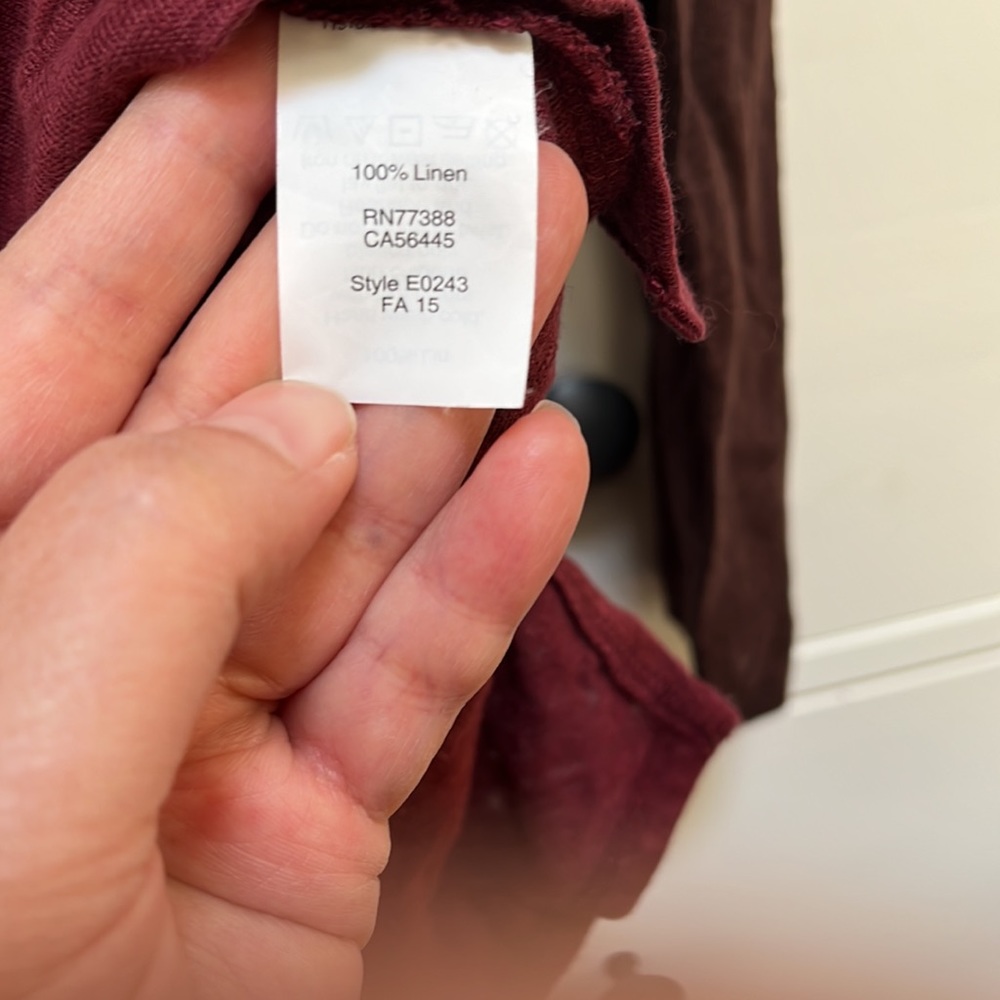 100% Linen
RN77388
CA56445
Style E0243
FA 15